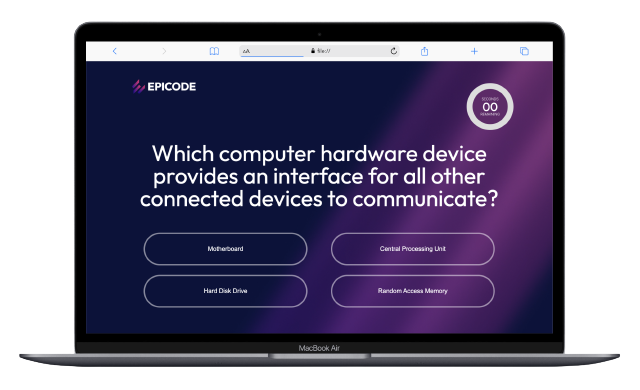 AA
file://
EPICODE
SECONDS
00
REMAINING
Which computer hardware device
provides an interface for all other
connected devices to communicate?
Motherboard
Central Processing Unit
Hard Disk Drive
Random Access Memory
MacBook Air